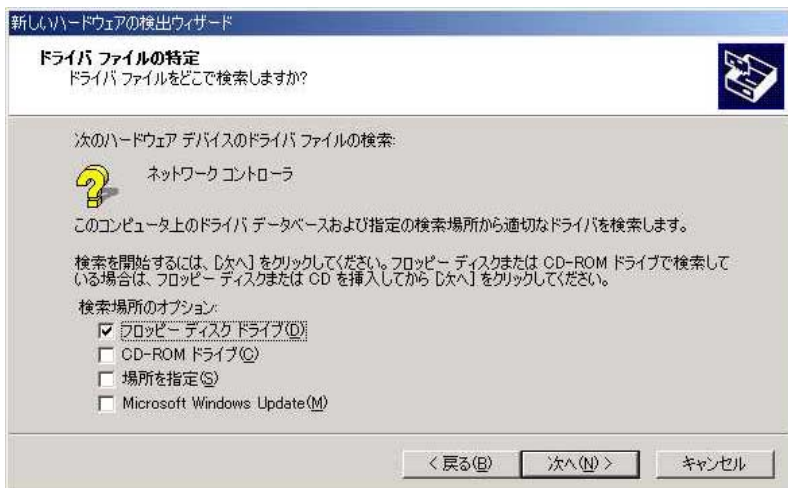 新しいハードウェアの検出ウィザード
ドライバ ファイルの特定
ドライバ ファイルをどこで検索しますか?
次のハードウェア デバイスのドライバ ファイルの検索:
ネットワーク コントローラ
このコンピュータ上のドライバ データベースおよび指定の検索場所から適切なドライバを検索します。
検索を開始するには、[次へ] をクリックしてください。フロッピー ディスクまたは CD-ROM ドライブで検索して
いる場合は、フロッピー ディスクまたは CD を挿入してから [次へ] をクリックしてください。
検索場所のオプション:
フロッピー ディスク ドライブ(D)
CD-ROM ドライブ(C)
場所を指定(S)
Microsoft Windows Update(M)
< 戻る(B)
次へ(N) >
キャンセル